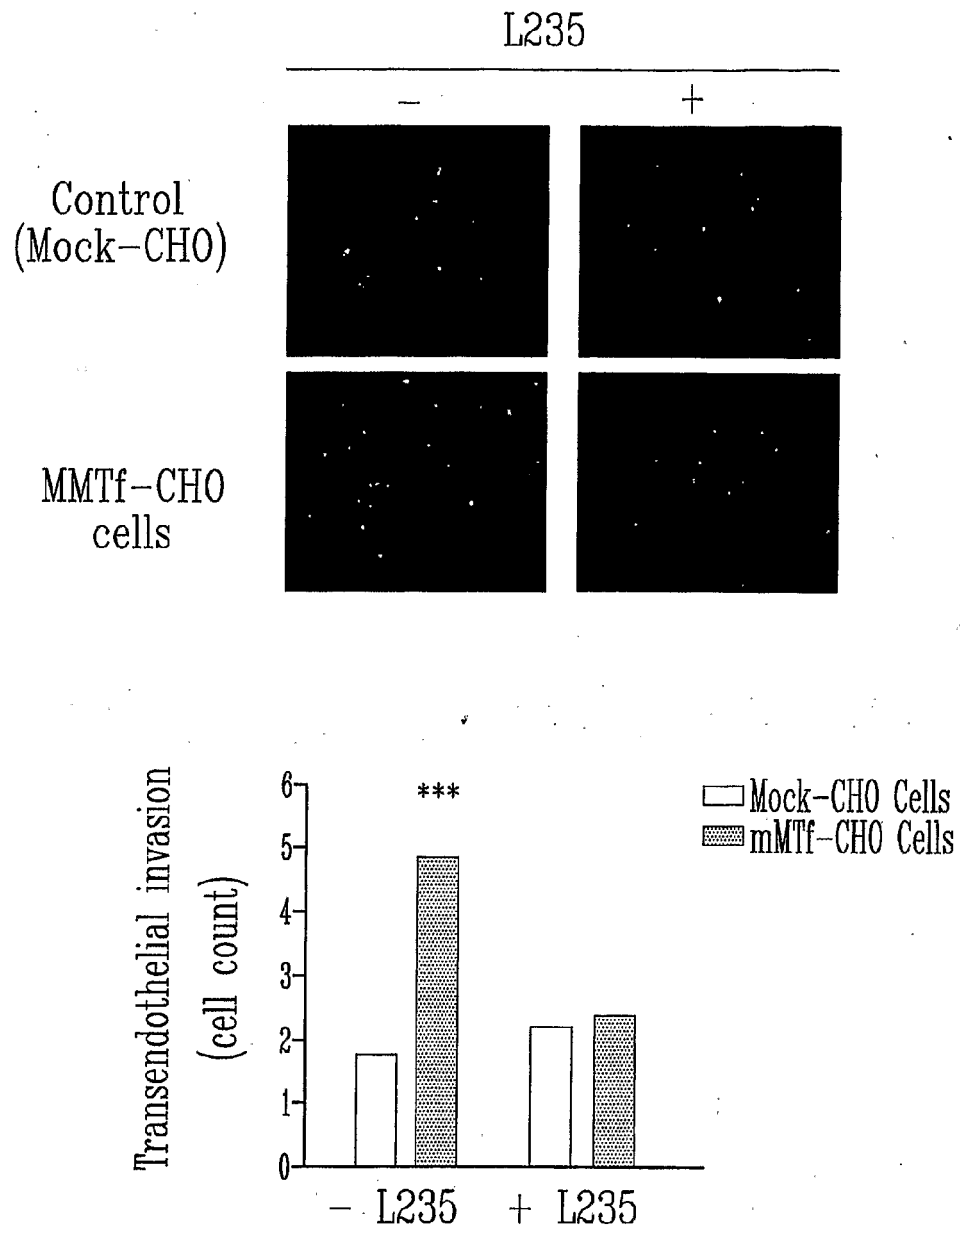 L235
− +
Control
(Mock−CHO)
MMTf−CHO
cells
Transendothelial invasion
(cell count)
6
5
4
3
2
1
0
***
Mock−CHO Cells
mMTf−CHO Cells
− L235 + L235